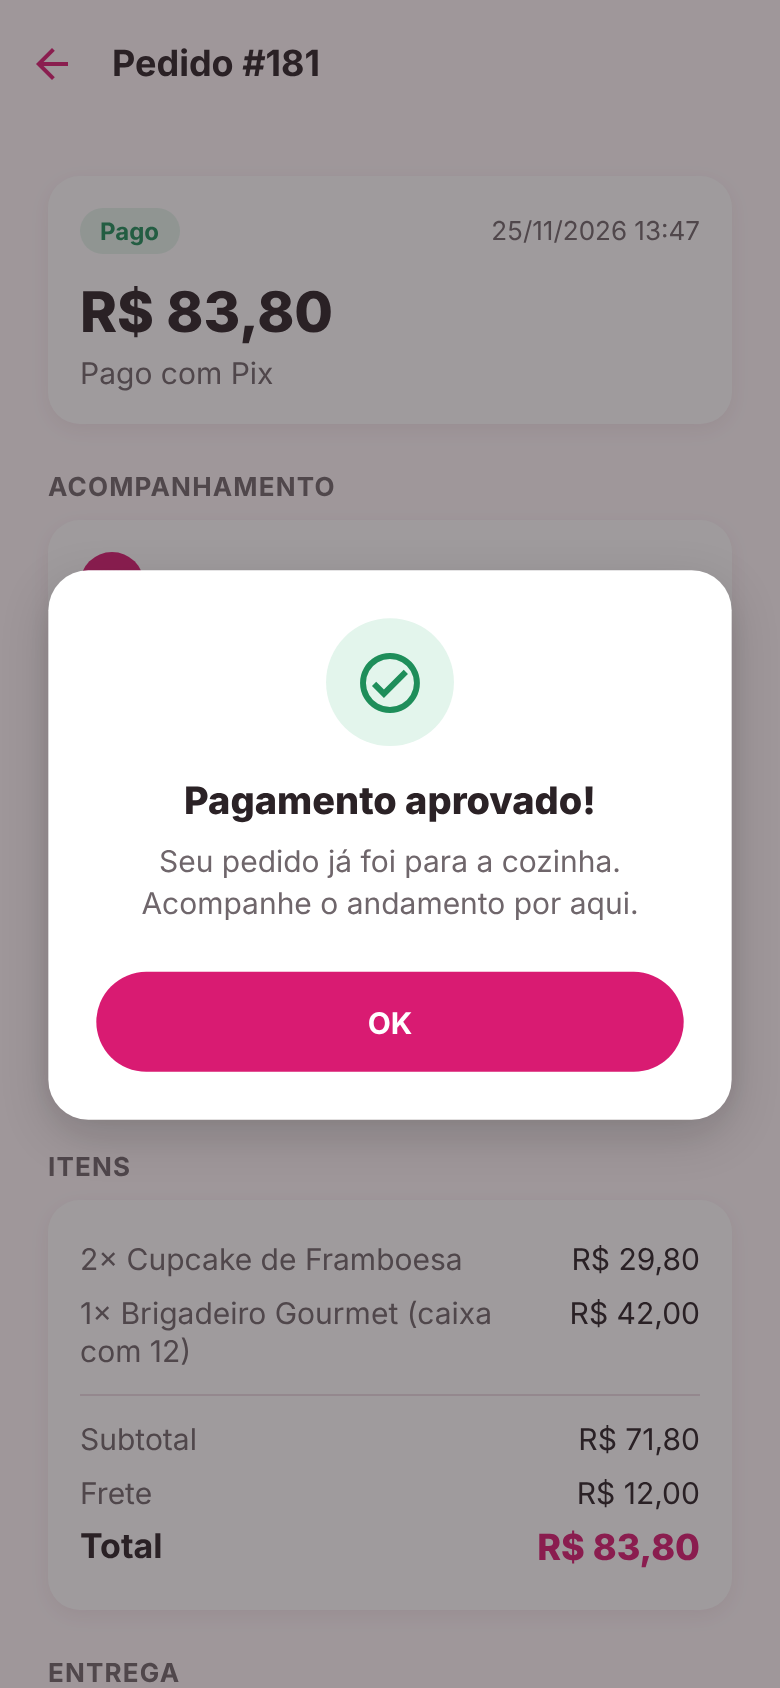 Pedido #181
Pago
25/11/2026 13:47
R$ 83,80
Pago com Pix
ACOMPANHAMENTO
Pagamento aprovado!
Seu pedido já foi para a cozinha.
Acompanhe o andamento por aqui.
OK
ITENS
2× Cupcake de Framboesa R$ 29,80
1× Brigadeiro Gourmet (caixa R$ 42,00
com 12)
Subtotal R$ 71,80
Frete R$ 12,00
Total R$ 83,80
ENTREGA